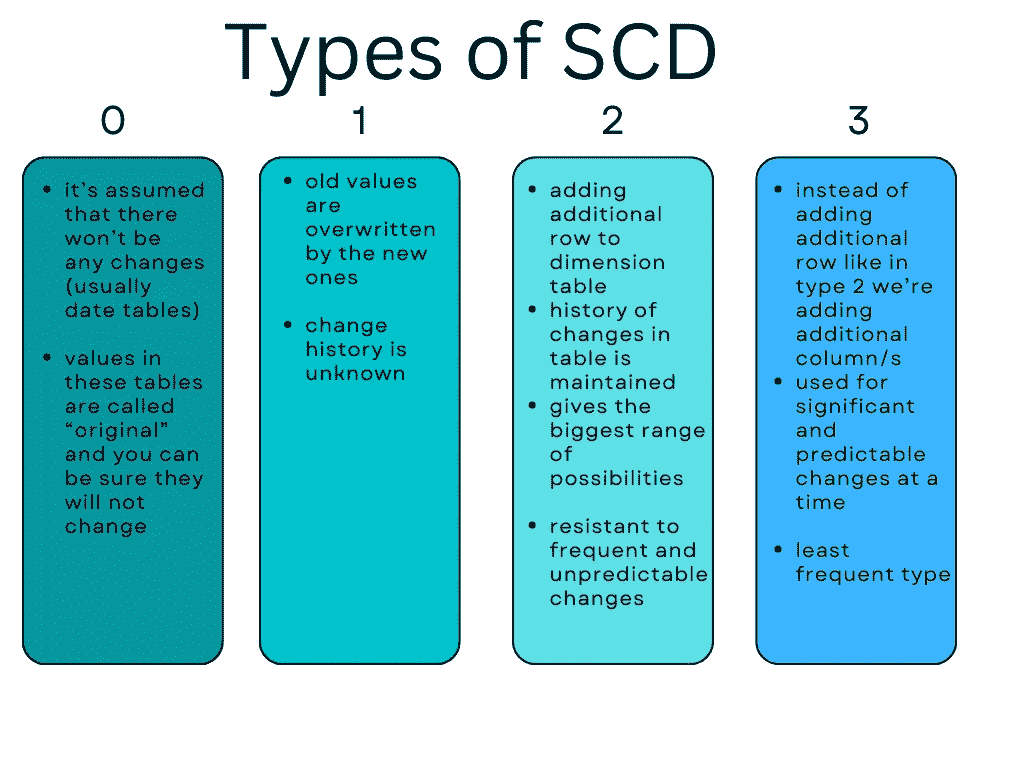 Types of SCD
0
1
2
3
• it's assumed
that there
won't be
any changes
(usually
date tables)
• values in
these tables
are called
“original”
and you can
be sure they
will not
change
• old values
are
overwritten
by the new
ones
• change
history is
unknown
• adding
additional
row to
dimension
table
• history of
changes in
table is
maintained
• gives the
biggest range
of
possibilities
• resistant to
frequent and
unpredictable
changes
• instead of
adding
additional
row like in
type 2 we're
adding
additional
column/s
• used for
significant
and
predictable
changes at a
time
• least
frequent type